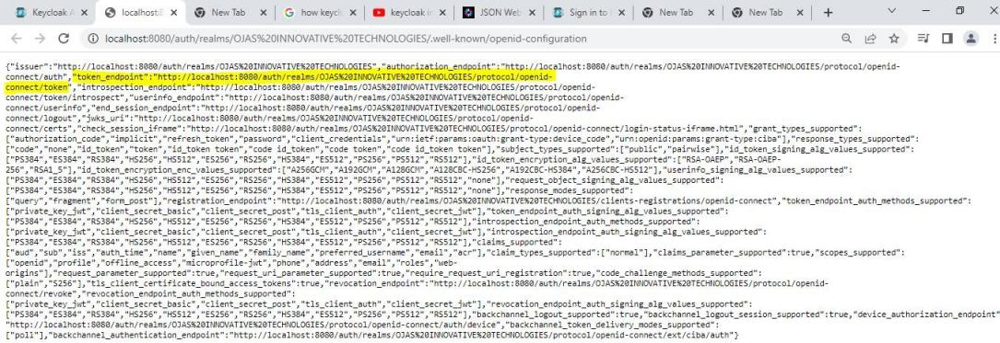 Keycloak A
localhost:8
New Tab
how keycl
keycloak in
JSON Web
Sign in to
New Tab
New Tab
localhost:8080/auth/realms/OJAS%20INNOVATIVE%20TECHNOLOGIES/.well-known/openid-configuration
{"issuer":"http://localhost:8080/auth/realms/OJAS%20INNOVATIVE%20TECHNOLOGIES","authorization_endpoint":"http://localhost:8080/auth/realms/OJAS%20INNOVATIVE%20TECHNOLOGIES/protocol/openid-
connect/auth","token_endpoint":"http://localhost:8080/auth/realms/OJAS%20INNOVATIVE%20TECHNOLOGIES/protocol/openid-
connect/token","introspection_endpoint":"http://localhost:8080/auth/realms/OJAS%20INNOVATIVE%20TECHNOLOGIES/protocol/openid-
connect/token/introspect","userinfo_endpoint":"http://localhost:8080/auth/realms/OJAS%20INNOVATIVE%20TECHNOLOGIES/protocol/openid-
connect/userinfo","end_session_endpoint":"http://localhost:8080/auth/realms/OJAS%20INNOVATIVE%20TECHNOLOGIES/protocol/openid-
connect/logout","jwks_uri":"http://localhost:8080/auth/realms/OJAS%20INNOVATIVE%20TECHNOLOGIES/protocol/openid-
connect/certs","check_session_iframe":"http://localhost:8080/auth/realms/OJAS%20INNOVATIVE%20TECHNOLOGIES/protocol/openid-connect/login-status-iframe.html","grant_types_supported":
["authorization_code","implicit","refresh_token","password","client_credentials","urn:ietf:params:oauth:grant-type:device_code","urn:openid:params:grant-type:ciba"],"response_types_supported":
["code","none","id_token","token","id_token token","code id_token","code token","code id_token token"],"subject_types_supported":["public","pairwise"],"id_token_signing_alg_values_supported":
["PS384","ES384","RS384","HS256","HS512","ES256","RS256","HS384","ES512","PS256","PS512","RS512"],"id_token_encryption_alg_values_supported":["RSA-OAEP","RSA-OAEP-
256","RSA1_5"],"id_token_encryption_enc_values_supported":["A256GCM","A192GCM","A128GCM","A128CBC-HS256","A192CBC-HS384","A256CBC-HS512"],"userinfo_signing_alg_values_supported":
["PS384","ES384","RS384","HS256","HS512","ES256","RS256","HS384","ES512","PS256","PS512","RS512","none"],"request_object_signing_alg_values_supported":
["PS384","ES384","RS384","HS256","HS512","ES256","RS256","HS384","ES512","PS256","PS512","RS512","none"],"response_modes_supported":
["query","fragment","form_post"],"registration_endpoint":"http://localhost:8080/auth/realms/OJAS%20INNOVATIVE%20TECHNOLOGIES/clients-registrations/openid-connect","token_endpoint_auth_methods_supported":
["private_key_jwt","client_secret_basic","client_secret_post","tls_client_auth","client_secret_jwt"],"token_endpoint_auth_signing_alg_values_supported":
["PS384","ES384","RS384","HS256","HS512","ES256","RS256","HS384","ES512","PS256","PS512","RS512"],"introspection_endpoint_auth_methods_supported":
["private_key_jwt","client_secret_basic","client_secret_post","tls_client_auth","client_secret_jwt"],"introspection_endpoint_auth_signing_alg_values_supported":
["PS384","ES384","RS384","HS256","HS512","ES256","RS256","HS384","ES512","PS256","PS512","RS512"],"claims_supported":
["aud","sub","iss","auth_time","name","given_name","family_name","preferred_username","email","acr"],"claim_types_supported":["normal"],"claims_parameter_supported":true,"scopes_supported":
["openid","profile","offline_access","microprofile-jwt","phone","address","email","roles","web-
origins"],"request_parameter_supported":true,"request_uri_parameter_supported":true,"require_request_uri_registration":true,"code_challenge_methods_supported":
["plain","S256"],"tls_client_certificate_bound_access_tokens":true,"revocation_endpoint":"http://localhost:8080/auth/realms/OJAS%20INNOVATIVE%20TECHNOLOGIES/protocol/openid-
connect/revoke","revocation_endpoint_auth_methods_supported":
["private_key_jwt","client_secret_basic","client_secret_post","tls_client_auth","client_secret_jwt"],"revocation_endpoint_auth_signing_alg_values_supported":
["PS384","ES384","RS384","HS256","HS512","ES256","RS256","HS384","ES512","PS256","PS512","RS512"],"backchannel_logout_supported":true,"backchannel_logout_session_supported":true,"device_authorization_endpoint"
"http://localhost:8080/auth/realms/OJAS%20INNOVATIVE%20TECHNOLOGIES/protocol/openid-connect/auth/device","backchannel_token_delivery_modes_supported":
["poll"],"backchannel_authentication_endpoint":"http://localhost:8080/auth/realms/OJAS%20INNOVATIVE%20TECHNOLOGIES/protocol/openid-connect/ext/ciba/auth"}